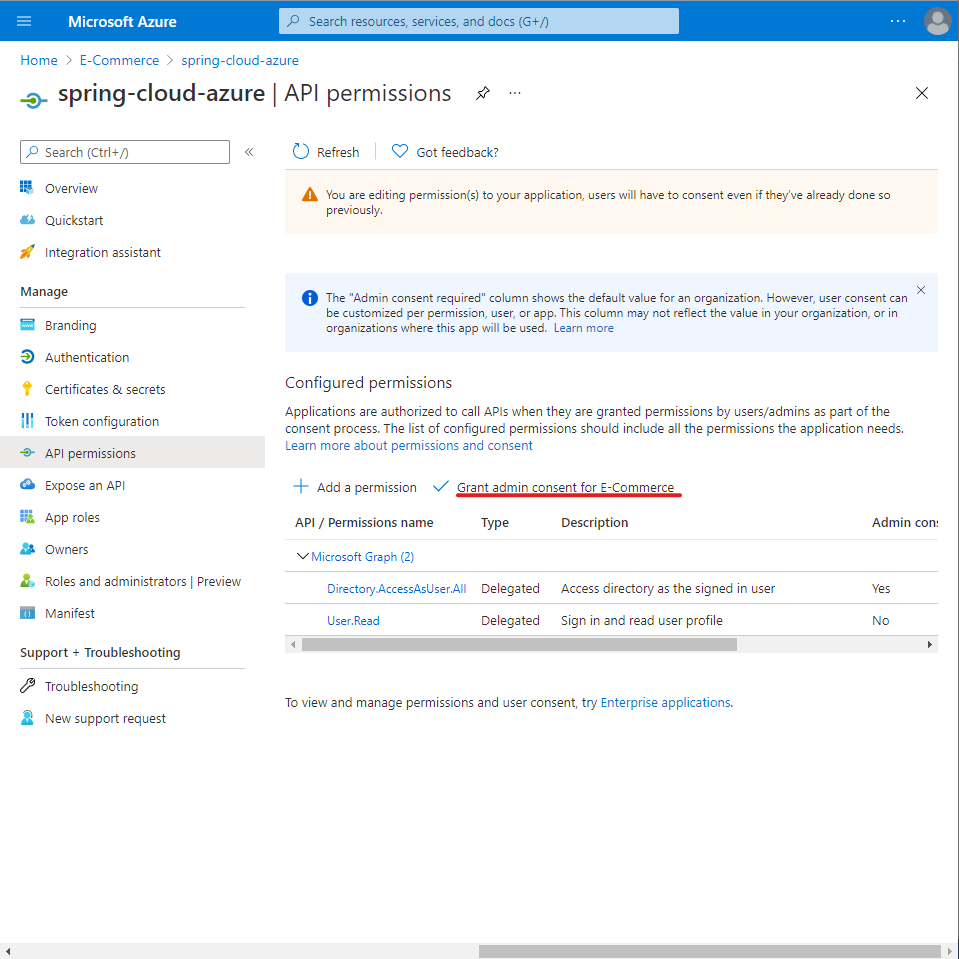 Microsoft Azure
Search resources, services, and docs (G+/)
Home > E-Commerce > spring-cloud-azure
spring-cloud-azure | API permissions
Search (Ctrl+/)
Overview
Quickstart
Integration assistant
Manage
Branding
Authentication
Certificates & secrets
Token configuration
API permissions
Expose an API
App roles
Owners
Roles and administrators | Preview
Manifest
Support + Troubleshooting
Troubleshooting
New support request
Refresh
Got feedback?
You are editing permission(s) to your application, users will have to consent even if they've already done so
previously.
The "Admin consent required" column shows the default value for an organization. However, user consent can
be customized per permission, user, or app. This column may not reflect the value in your organization, or in
organizations where this app will be used. Learn more
Configured permissions
Applications are authorized to call APIs when they are granted permissions by users/admins as part of the
consent process. The list of configured permissions should include all the permissions the application needs.
Learn more about permissions and consent
Add a permission
Grant admin consent for E-Commerce
API / Permissions name Type Description Admin cons
Microsoft Graph (2)
Directory.AccessAsUser.All Delegated Access directory as the signed in user Yes
User.Read Delegated Sign in and read user profile No
To view and manage permissions and user consent, try Enterprise applications.